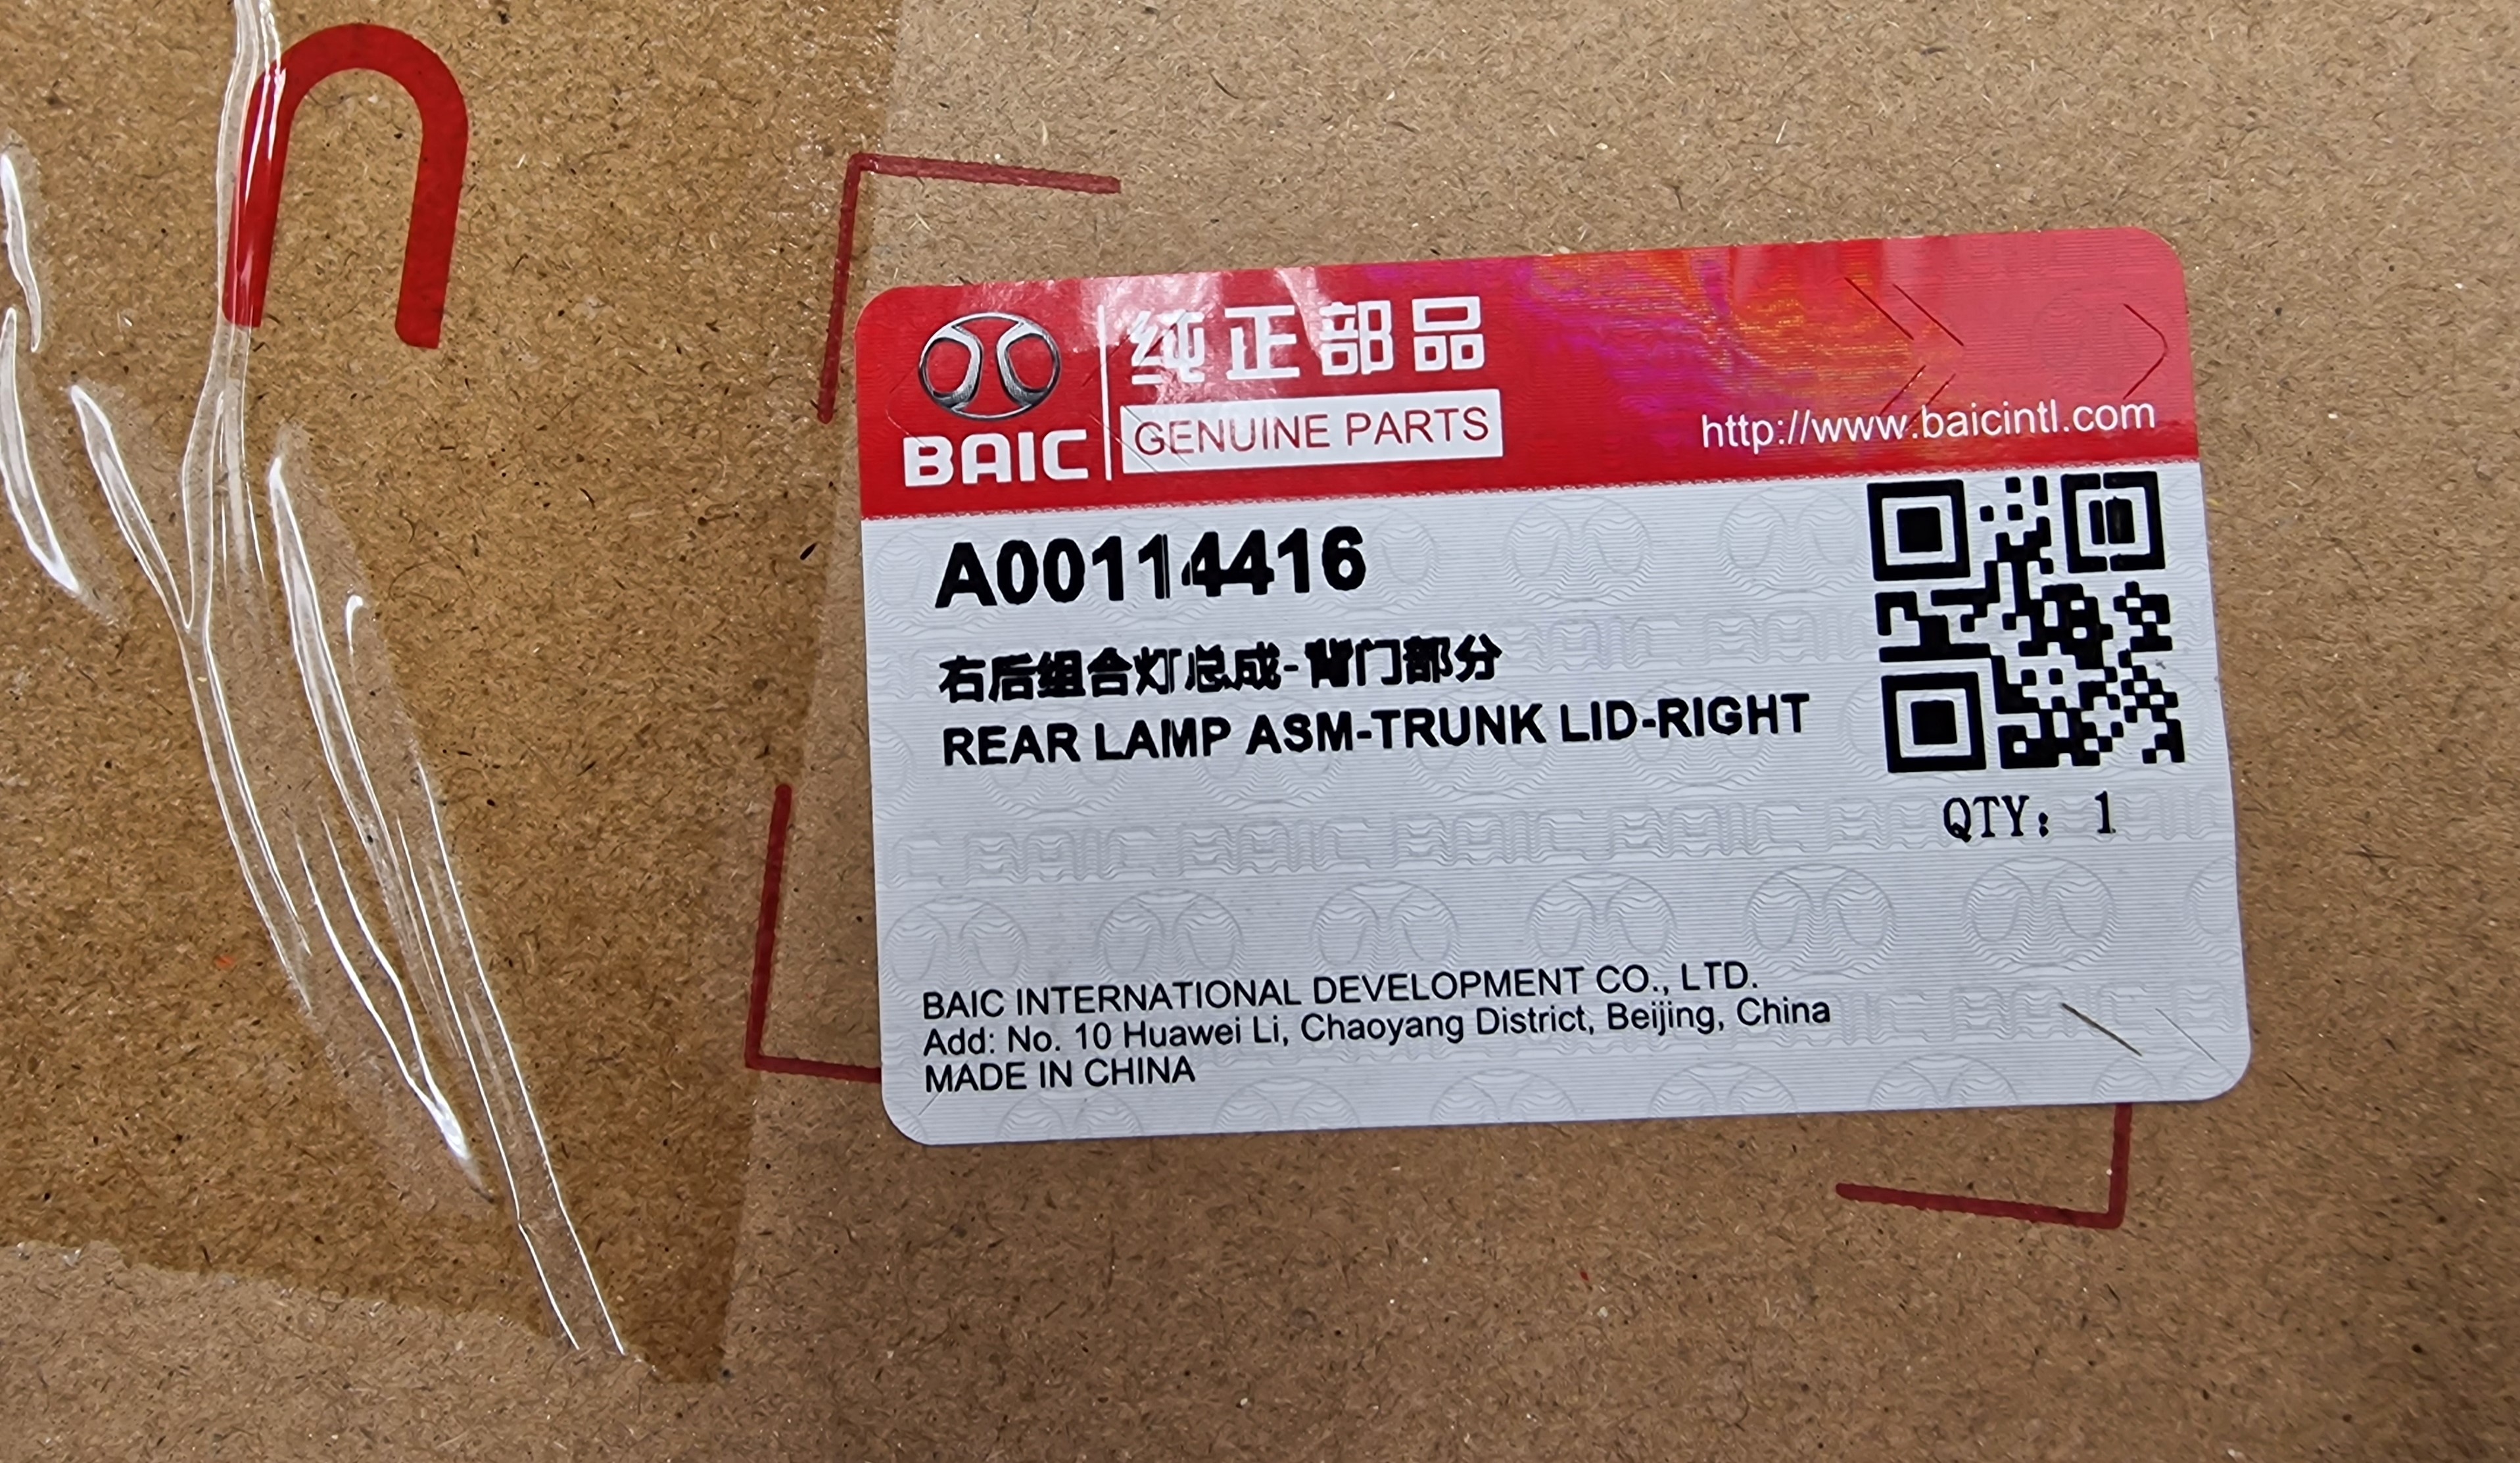 BAIC
纯正部品
GENUINE PARTS
http://www.baicintl.com
A00114416
右后组合灯总成-背门部分
REAR LAMP ASM-TRUNK LID-RIGHT
QTY: 1
BAIC INTERNATIONAL DEVELOPMENT CO., LTD.
Add: No. 10 Huawei Li, Chaoyang District, Beijing, China
MADE IN CHINA